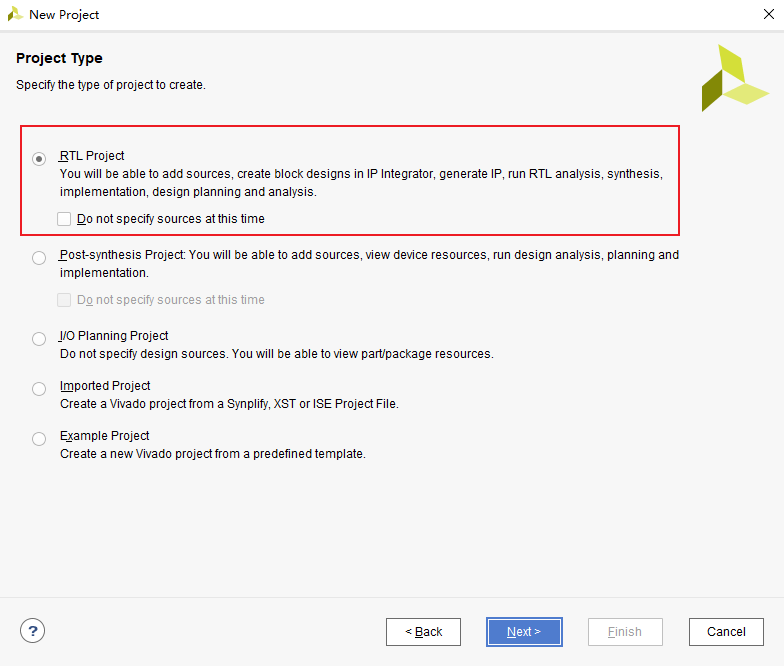 New Project
Project Type
Specify the type of project to create.
RTL Project
You will be able to add sources, create block designs in IP Integrator, generate IP, run RTL analysis, synthesis,
implementation, design planning and analysis.
Do not specify sources at this time
Post-synthesis Project: You will be able to add sources, view device resources, run design analysis, planning and
implementation.
Do not specify sources at this time
I/O Planning Project
Do not specify design sources. You will be able to view part/package resources.
Imported Project
Create a Vivado project from a Synplify, XST or ISE Project File.
Example Project
Create a new Vivado project from a predefined template.
? < Back Next > Finish Cancel